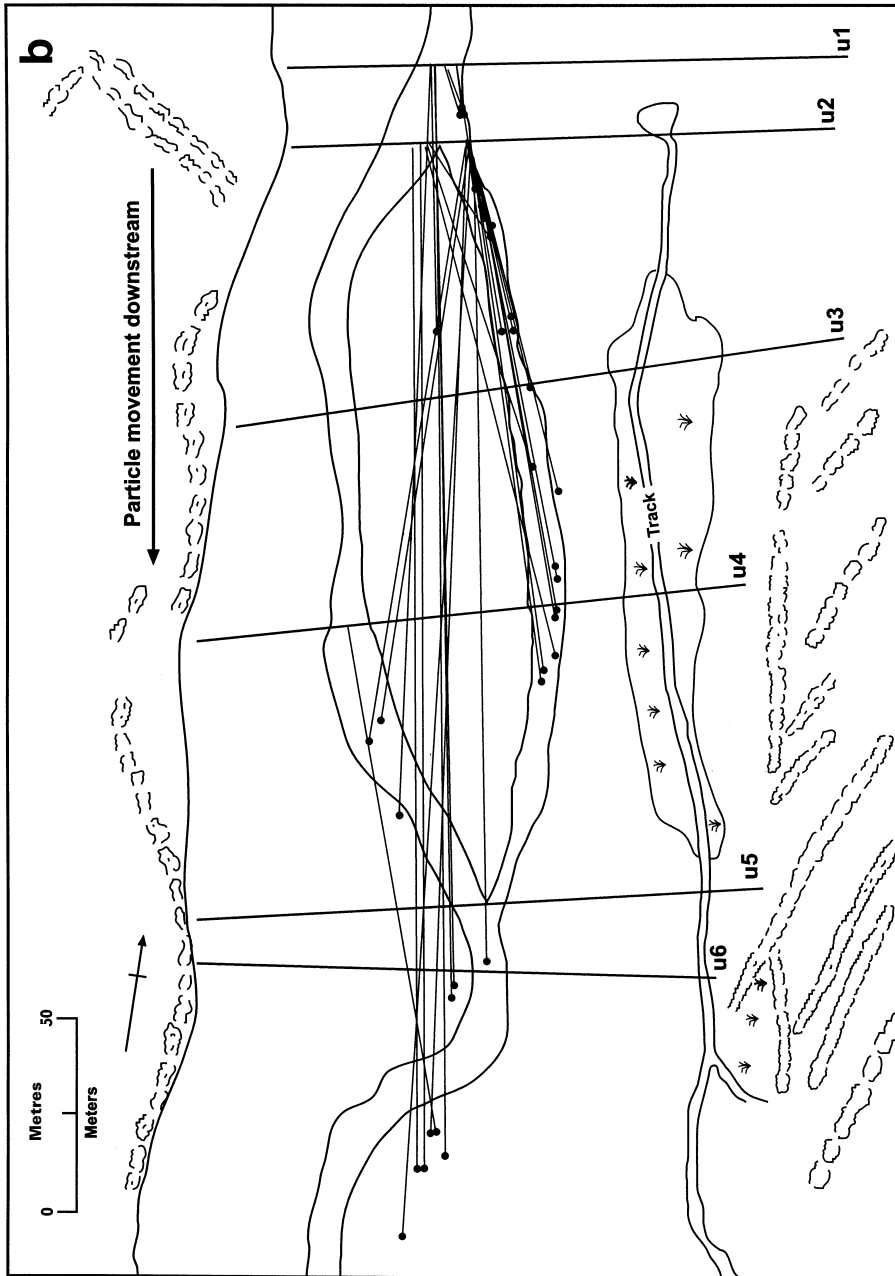 b
u1
u2
Particle movement downstream
u3
Track
u4
u5
u6
Metres
Meters
0
50